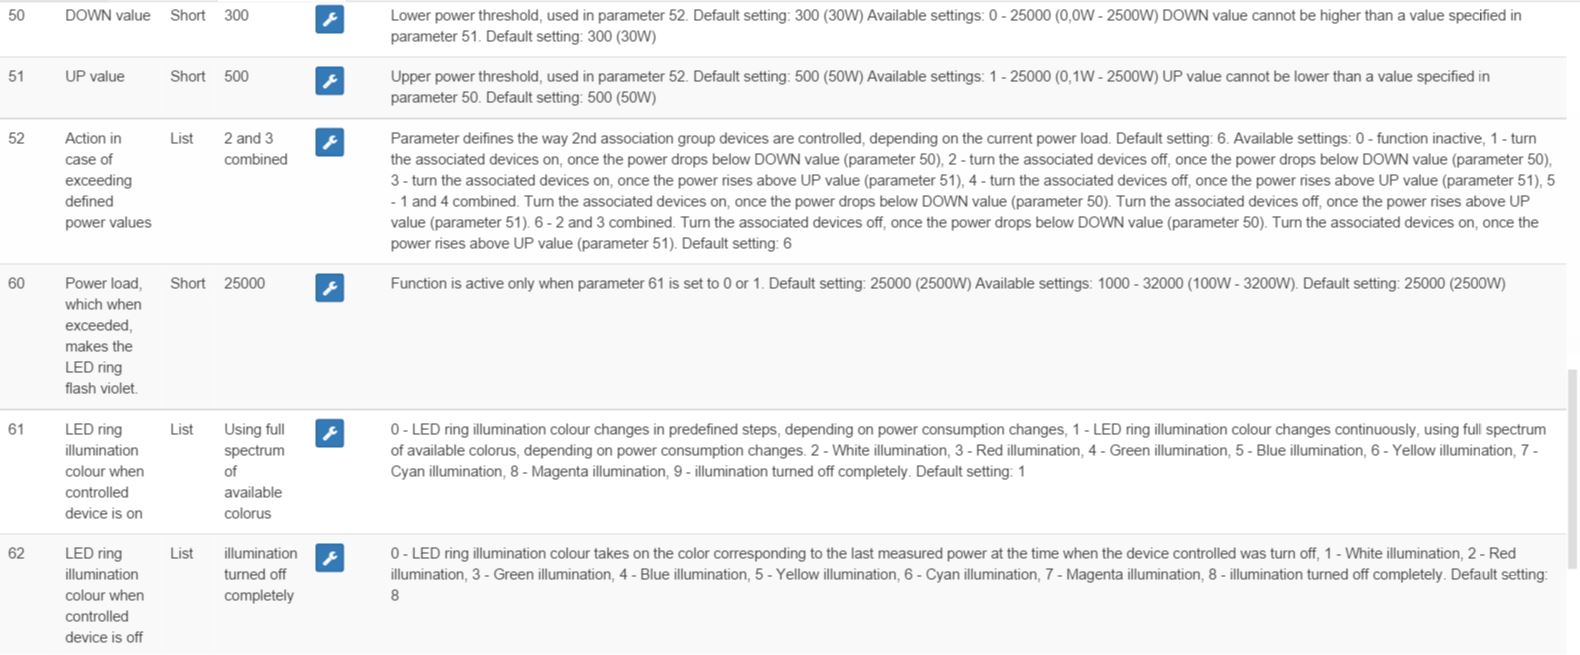 50 DOWN value Short 300 Lower power threshold, used in parameter 52. Default setting: 300 (30W) Available settings: 0 - 25000 (0,0W - 2500W) DOWN value cannot be higher than a value specified in
parameter 51. Default setting: 300 (30W)
51 UP value Short 500 Upper power threshold, used in parameter 52. Default setting: 500 (50W) Available settings: 1 - 25000 (0,1W - 2500W) UP value cannot be lower than a value specified in
parameter 50. Default setting: 500 (50W)
52 Action in List 2 and 3 Parameter deifines the way 2nd association group devices are controlled, depending on the current power load. Default setting: 6. Available settings: 0 - function inactive, 1 - turn
case of combined the associated devices on, once the power drops below DOWN value (parameter 50), 2 - turn the associated devices off, once the power drops below DOWN value (parameter 50),
exceeding 3 - turn the associated devices on, once the power rises above UP value (parameter 51), 4 - turn the associated devices off, once the power rises above UP value (parameter 51), 5
defined - 1 and 4 combined. Turn the associated devices on, once the power drops below DOWN value (parameter 50). Turn the associated devices off, once the power rises above UP
power values value (parameter 51). 6 - 2 and 3 combined. Turn the associated devices off, once the power drops below DOWN value (parameter 50). Turn the associated devices on, once the
power rises above UP value (parameter 51). Default setting: 6
60 Power load, Short 25000 Function is active only when parameter 61 is set to 0 or 1. Default setting: 25000 (2500W) Available settings: 1000 - 32000 (100W - 3200W). Default setting: 25000 (2500W)
which when
exceeded,
makes the
LED ring
flash violet.
61 LED ring List Using full 0 - LED ring illumination colour changes in predefined steps, depending on power consumption changes, 1 - LED ring illumination colour changes continuously, using full spectrum
illumination spectrum of available colorus, depending on power consumption changes. 2 - White illumination, 3 - Red illumination, 4 - Green illumination, 5 - Blue illumination, 6 - Yellow illumination, 7 -
colour when of Cyan illumination, 8 - Magenta illumination, 9 - illumination turned off completely. Default setting: 1
controlled available
device is on colorus
62 LED ring List illumination 0 - LED ring illumination colour takes on the color corresponding to the last measured power at the time when the device controlled was turn off, 1 - White illumination, 2 - Red
illumination turned off illumination, 3 - Green illumination, 4 - Blue illumination, 5 - Yellow illumination, 6 - Cyan illumination, 7 - Magenta illumination, 8 - illumination turned off completely. Default setting:
colour when completely 8
controlled
device is off